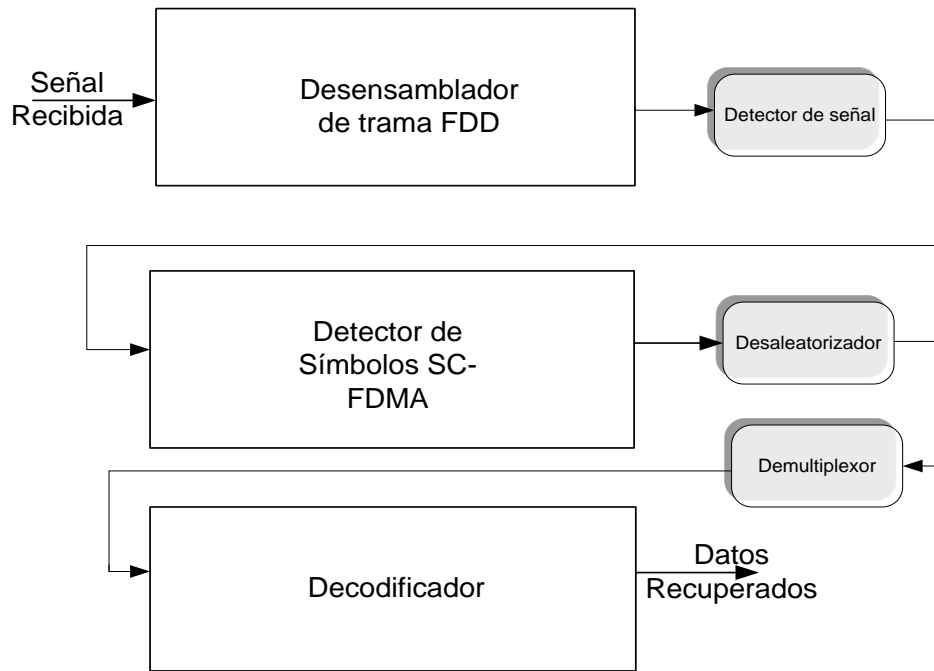 Señal
Recibida
Desensamblador
de trama FDD
Detector de señal
Detector de
Símbolos SC-
FDMA
Desaleatorizador
Demultiplexor
Decodificador
Datos
Recuperados